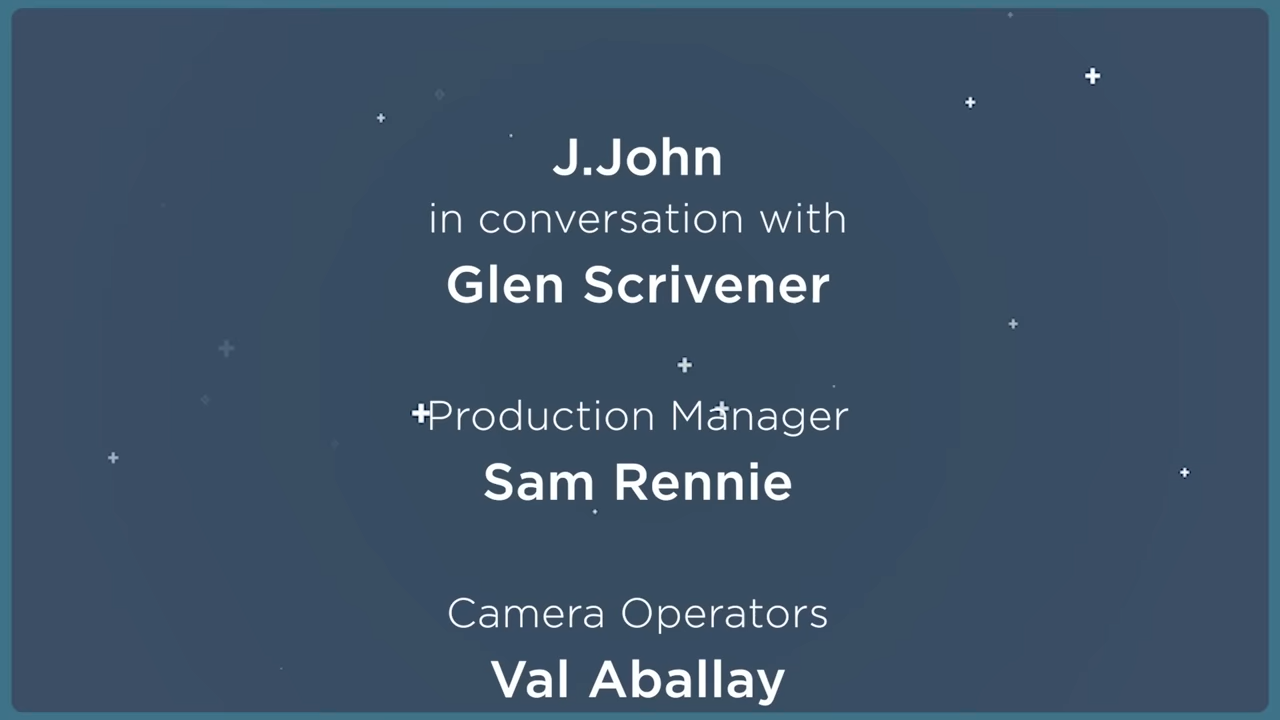 J.John
in conversation with
Glen Scrivener
Production Manager
Sam Rennie
Camera Operators
Val Aballay